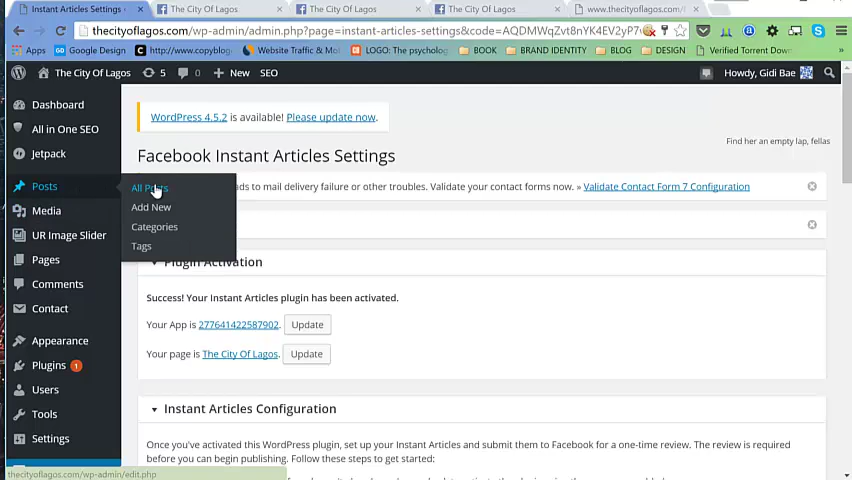 Instant Articles Settings
The City Of Lagos
The City Of Lagos
The City Of Lagos
www.thecityoflagos.com/
thecityoflagos.com/wp-admin/admin.php?page=instant-articles-settings&code=AQDMWqZvt8nYK4EV2yP7
Apps
Google Design
http://www.copyblog
Website Traffic & Mo
LOGO: The psycholog
BOOK
BRAND IDENTITY
BLOG
DESIGN
Verified Torrent Down
The City Of Lagos
5
0
+ New
SEO
Howdy, Gidi Bae
Dashboard
All in One SEO
Jetpack
Posts
Media
UR Image Slider
Pages
Comments
Contact
Appearance
Plugins 1
Users
Tools
Settings
All Posts
Add New
Categories
Tags
WordPress 4.5.2 is available! Please update now.
Find her an empty lap, fellas
Facebook Instant Articles Settings
ads to mail delivery failure or other troubles. Validate your contact forms now. » Validate Contact Form 7 Configuration
Plugin Activation
Success! Your Instant Articles plugin has been activated.
Your App is 277641422587902. Update
Your page is The City Of Lagos. Update
Instant Articles Configuration
Once you've activated this WordPress plugin, set up your Instant Articles and submit them to Facebook for a one-time review. The review is required
before you can begin publishing. Follow these steps to get started:
thecityoflagos.com/wp-admin/edit.php